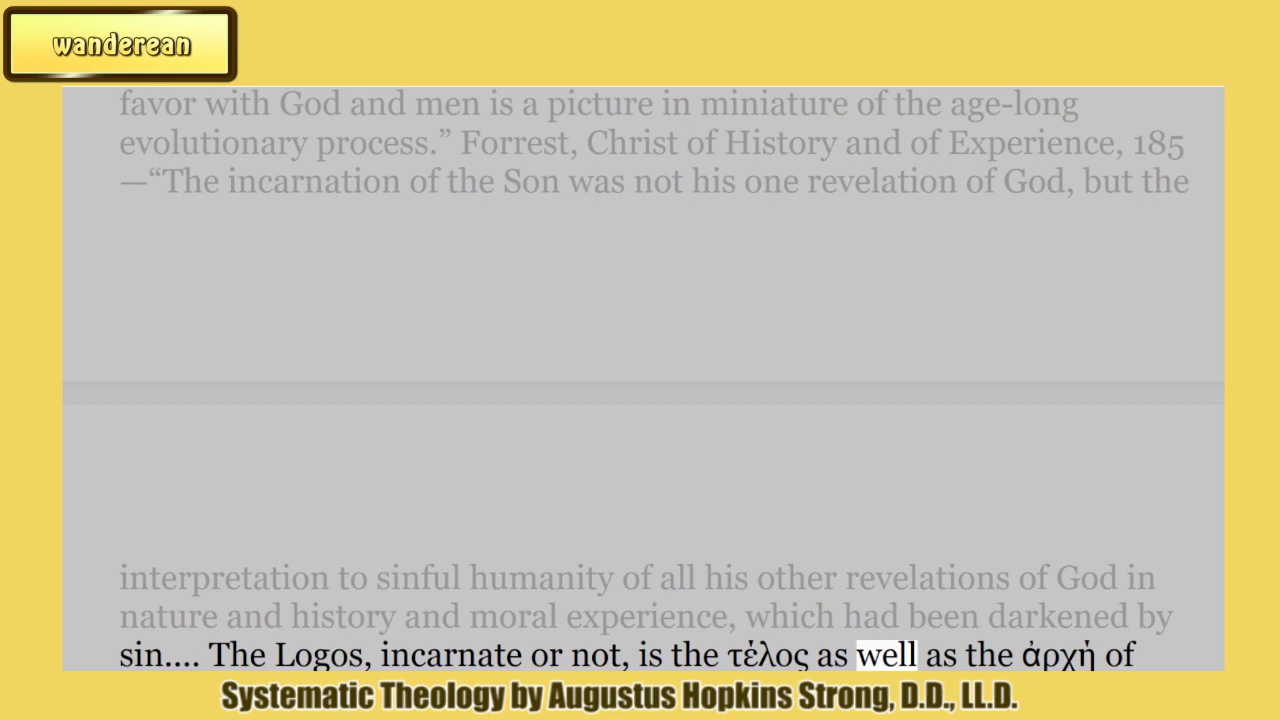 wanderean
favor with God and men is a picture in miniature of the age-long
evolutionary process.” Forrest, Christ of History and of Experience, 185
—“The incarnation of the Son was not his one revelation of God, but the
interpretation to sinful humanity of all his other revelations of God in
nature and history and moral experience, which had been darkened by
sin.... The Logos, incarnate or not, is the τέλος as well as the ἀρχή of
Systematic Theology by Augustus Hopkins Strong, D.D., LL.D.